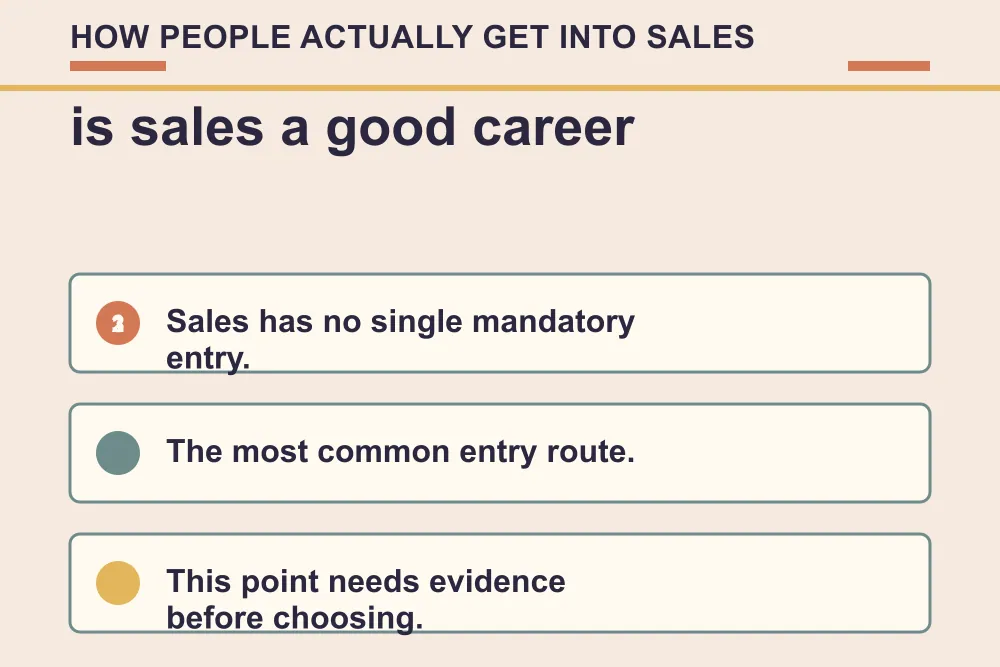 HOW PEOPLE ACTUALLY GET INTO SALES
is sales a good career
Sales has no single mandatory
entry.
The most common entry route.
This point needs evidence
before choosing.